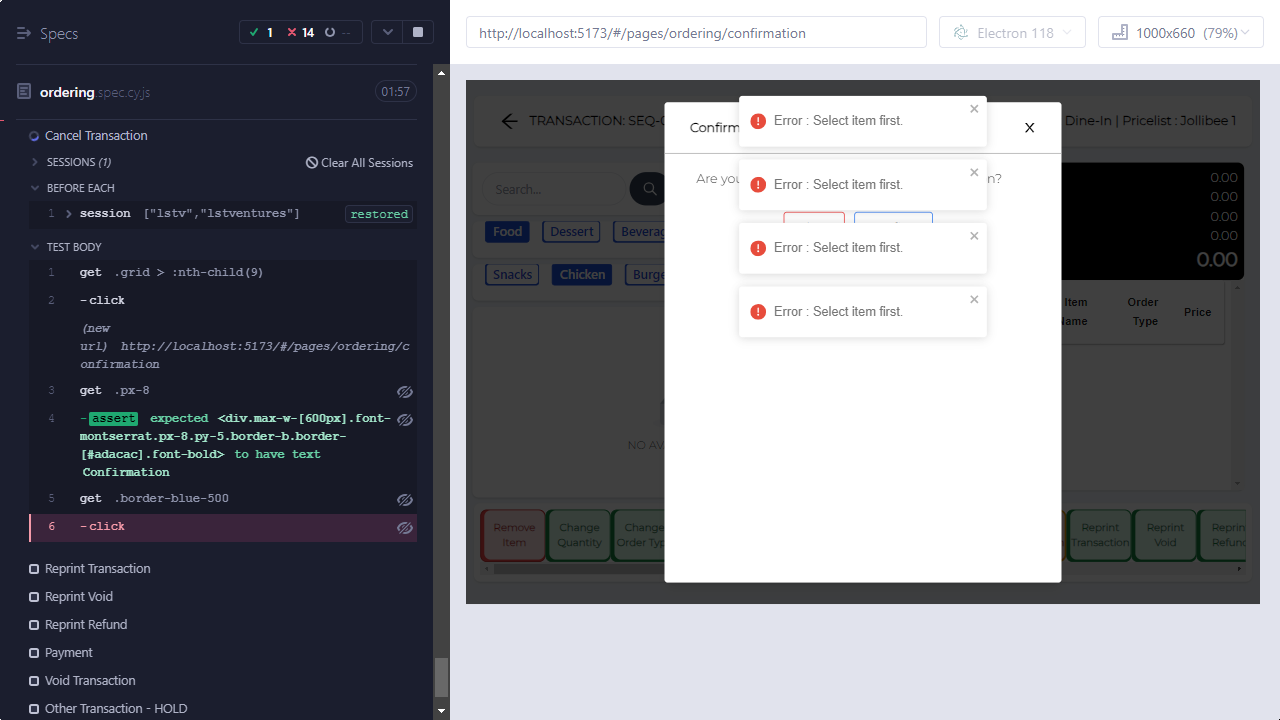 Specs
1
14
--
http://localhost:5173/#/pages/ordering/confirmation
Electron 118
1000x660 (79%)
ordering.spec.cy.js
01:57
Cancel Transaction
SESSIONS (1)
Clear All Sessions
BEFORE EACH
1 session ["lstv","lstventures"] restored
TEST BODY
1 get .grid > :nth-child(9)
2 -click
(new
url) http://localhost:5173/#/pages/ordering/c
onfirmation
3 get .px-8
4 -assert expected <div.max-w-[600px].font-
montserrat.px-8.py-5.border-b.border-
[#adacac].font-bold> to have text
Confirmation
5 get .border-blue-500
6 -click
Reprint Transaction
Reprint Void
Reprint Refund
Payment
Void Transaction
Other Transaction - HOLD
TRANSACTION: SEQ-
Confirm
X
Dine-In | Pricelist : Jollibee 1
Error : Select item first.
Error : Select item first.
Error : Select item first.
Error : Select item first.
Are you
n?
Search...
0.00
0.00
0.00
0.00
0.00
Food
Dessert
Beverag
Snacks
Chicken
Burge
Item
Name
Order
Type
Price
NO AV
Remove
Item
Change
Quantity
Change
Order Typ
Reprint
Transaction
Reprint
Void
Reprin
Refund